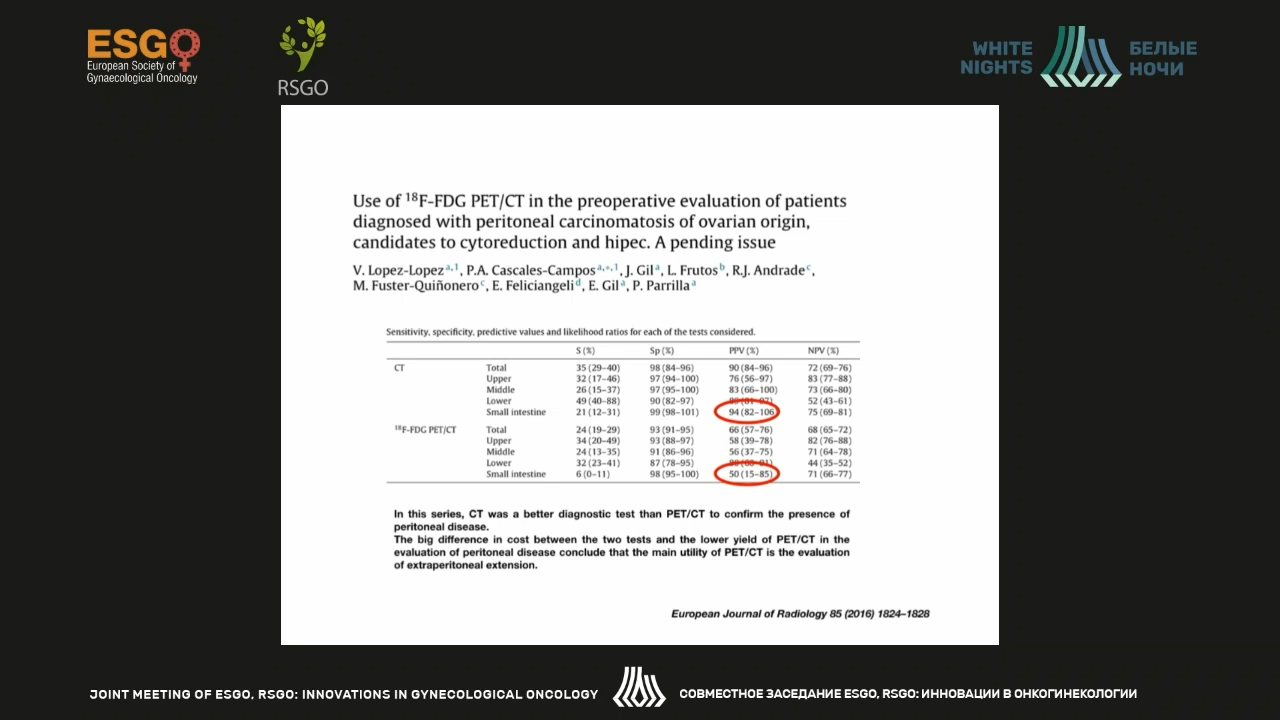 ESGO
European Society of
Gynaecological Oncology
RSGO
WHITE
NIGHTS
БЕЛЫЕ
НОЧИ
Use of ¹⁸F-FDG PET/CT in the preoperative evaluation of patients
diagnosed with peritoneal carcinomatosis of ovarian origin,
candidates to cytoreduction and hipec. A pending issue
V. Lopez-Lopez a,1, P.A. Cascales-Campos a,*,1, J. Gil a, L. Frutos b, R.J. Andrade c,
M. Fuster-Quiñonero c, E. Feliciangeli d, E. Gil a, P. Parrilla a
Sensitivity, specificity, predictive values and likelihood ratios for each of the tests considered.
S (%) Sp (%) PPV (%) NPV (%)
CT Total 35 (29–40) 98 (84–96) 90 (84–96) 72 (69–76)
Upper 32 (17–46) 97 (94–100) 76 (56–97) 83 (77–88)
Middle 26 (15–37) 97 (95–100) 83 (66–100) 73 (66–80)
Lower 49 (40–88) 90 (82–97) 52 (43–61)
Small intestine 21 (12–31) 99 (98–101) 94 (82–106 75 (69–81)
¹⁸F-FDG PET/CT Total 24 (19–29) 93 (91–95) 66 (57–76) 68 (65–72)
Upper 34 (20–49) 93 (88–97) 58 (39–78) 82 (76–88)
Middle 24 (13–35) 91 (86–96) 56 (37–75) 71 (64–78)
Lower 32 (23–41) 87 (78–95) 44 (35–52)
Small intestine 6 (0–11) 98 (95–100) 50 (15–85) 71 (66–77)
In this series, CT was a better diagnostic test than PET/CT to confirm the presence of
peritoneal disease.
The big difference in cost between the two tests and the lower yield of PET/CT in the
evaluation of peritoneal disease conclude that the main utility of PET/CT is the evaluation
of extraperitoneal extension.
European Journal of Radiology 85 (2016) 1824–1828
JOINT MEETING OF ESGO, RSGO: INNOVATIONS IN GYNECOLOGICAL ONCOLOGY
СОВМЕСТНОЕ ЗАСЕДАНИЕ ESGO, RSGO: ИННОВАЦИИ В ОНКОГИНЕКОЛОГИИ